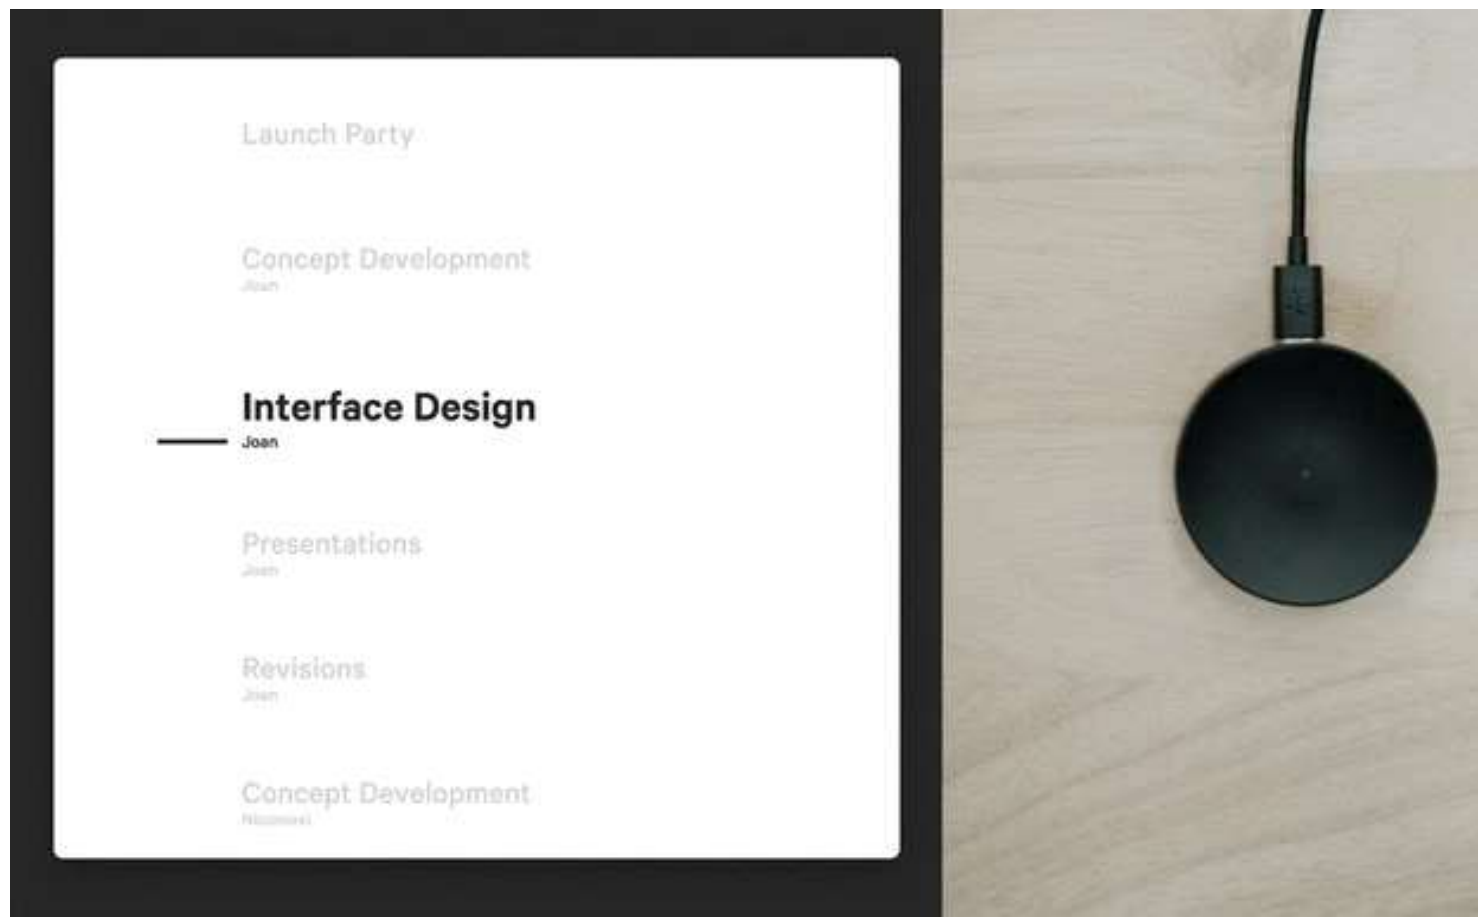 Launch Party
Concept Development
Joan
Interface Design
Joan
Presentations
Joan
Revisions
Joan
Concept Development